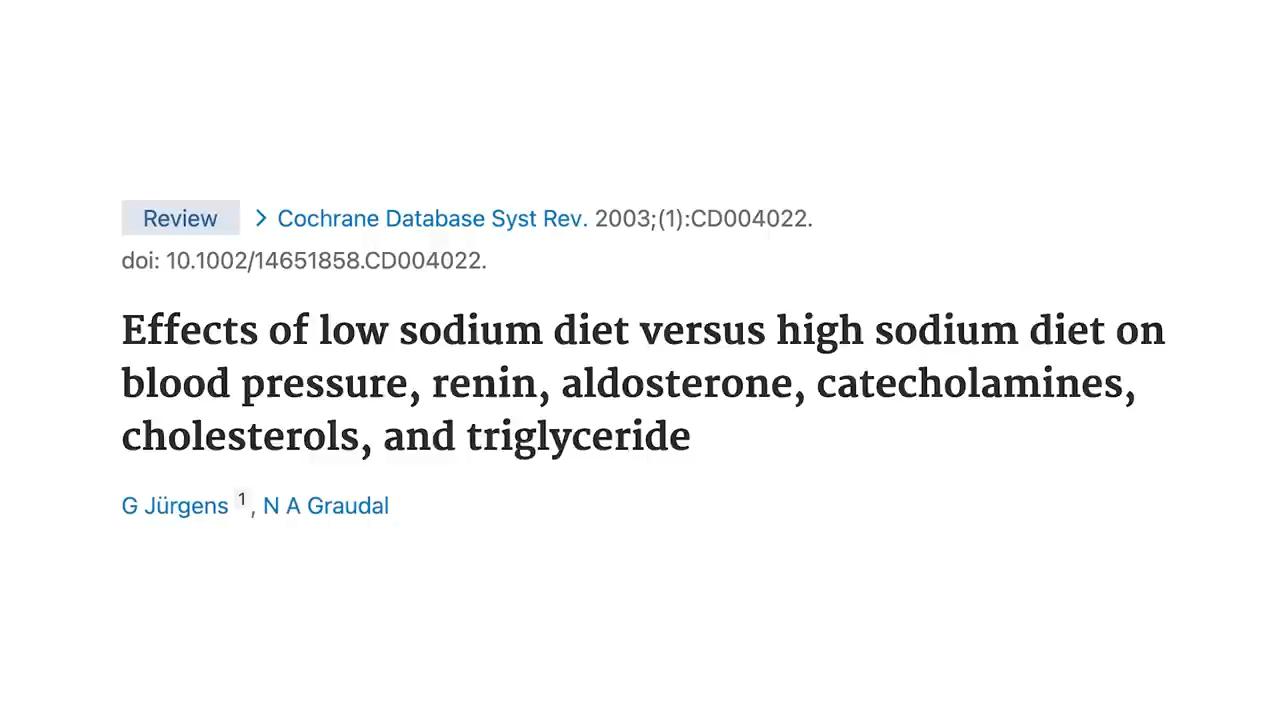 Review > Cochrane Database Syst Rev. 2003;(1):CD004022.
doi: 10.1002/14651858.CD004022.
Effects of low sodium diet versus high sodium diet on
blood pressure, renin, aldosterone, catecholamines,
cholesterols, and triglyceride
G Jürgens 1, N A Graudal